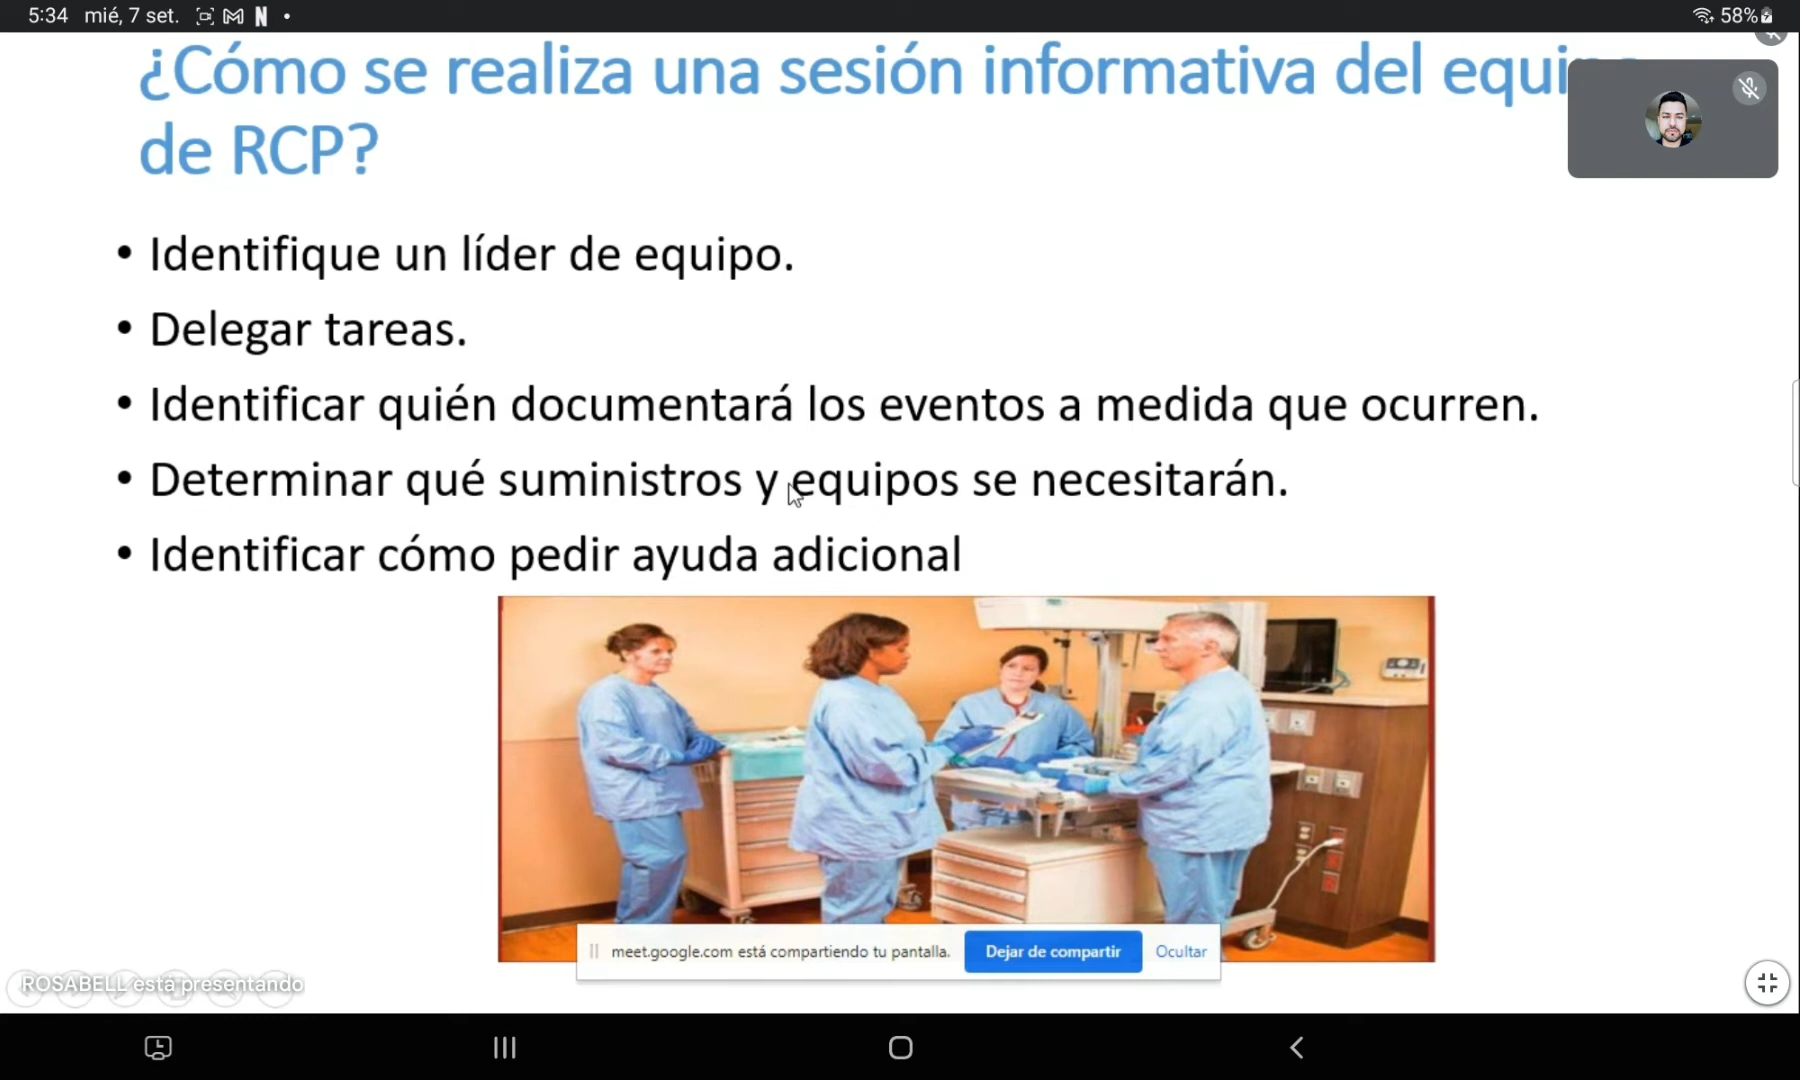 5:34 mié, 7 set.
58%
¿Cómo se realiza una sesión informativa del equi
de RCP?
• Identifique un líder de equipo.
• Delegar tareas.
• Identificar quién documentará los eventos a medida que ocurren.
• Determinar qué suministros y equipos se necesitarán.
• Identificar cómo pedir ayuda adicional
meet.google.com está compartiendo tu pantalla. Dejar de compartir Ocultar
ROSABELL está presentando